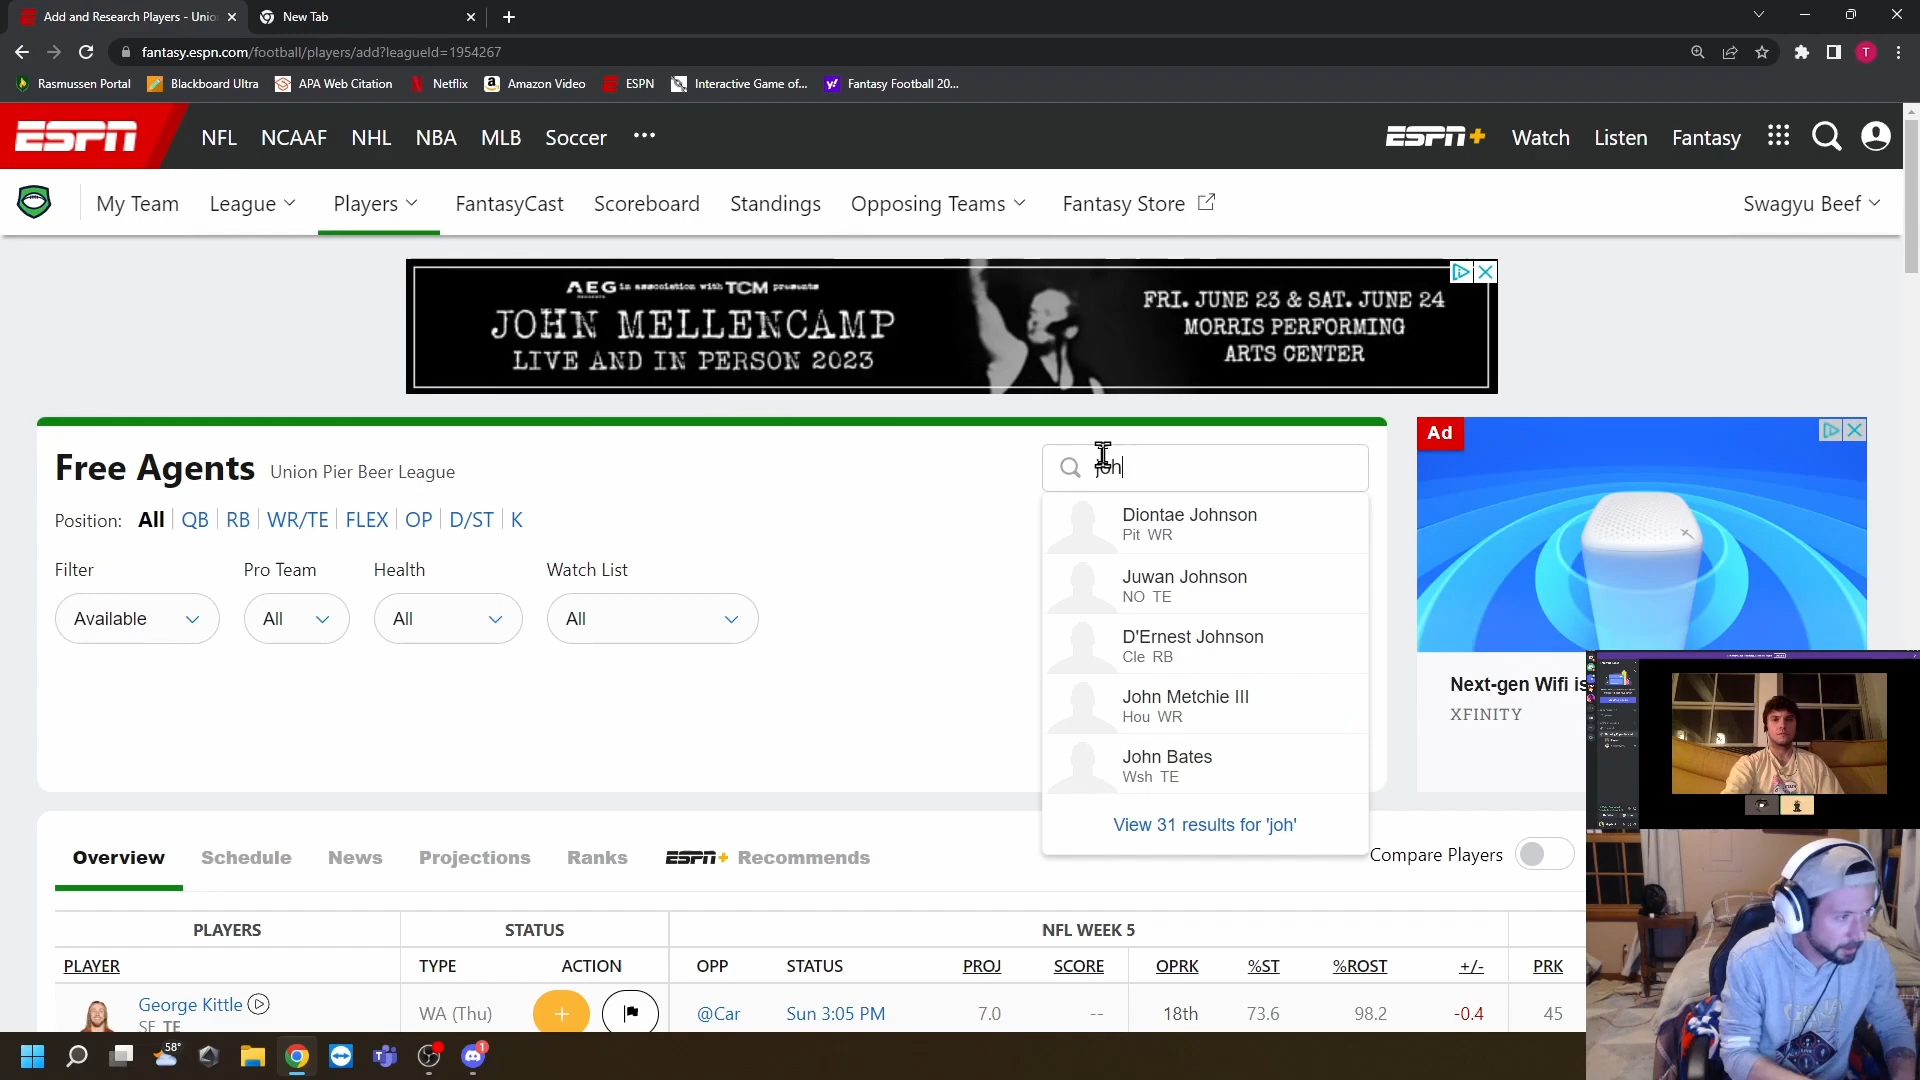 Add and Research Players - Unio
New Tab
fantasy.espn.com/football/players/add?leagueId=1954267
T
Rasmussen Portal
Blackboard Ultra
APA Web Citation
Netflix
Amazon Video
ESPN
Interactive Game of...
Fantasy Football 20...
ESPN
NFL
NCAAF
NHL
NBA
MLB
Soccer
ESPN+
Watch
Listen
Fantasy
My Team
League
Players
FantasyCast
Scoreboard
Standings
Opposing Teams
Fantasy Store
Swagyu Beef
AEG PRESENTS in association with TCM presents
JOHN MELLENCAMP
LIVE AND IN PERSON 2023
FRI. JUNE 23 & SAT. JUNE 24
MORRIS PERFORMING
ARTS CENTER
Free Agents Union Pier Beer League
joh
Position: All QB RB WR/TE FLEX OP D/ST K
Filter
Pro Team
Health
Watch List
Available
All
All
All
Diontae Johnson
Pit WR
Juwan Johnson
NO TE
D'Ernest Johnson
Cle RB
John Metchie III
Hou WR
John Bates
Wsh TE
View 31 results for 'joh'
Ad
Next-gen Wifi is
XFINITY
Overview
Schedule
News
Projections
Ranks
ESPN+ Recommends
Compare Players
PLAYERS
STATUS
NFL WEEK 5
PLAYER
TYPE
ACTION
OPP
STATUS
PROJ
SCORE
OPRK
%ST
%ROST
+/-
PRK
George Kittle
SF TE
WA (Thu)
@Car
Sun 3:05 PM
7.0
--
18th
73.6
98.2
-0.4
45
58°
1